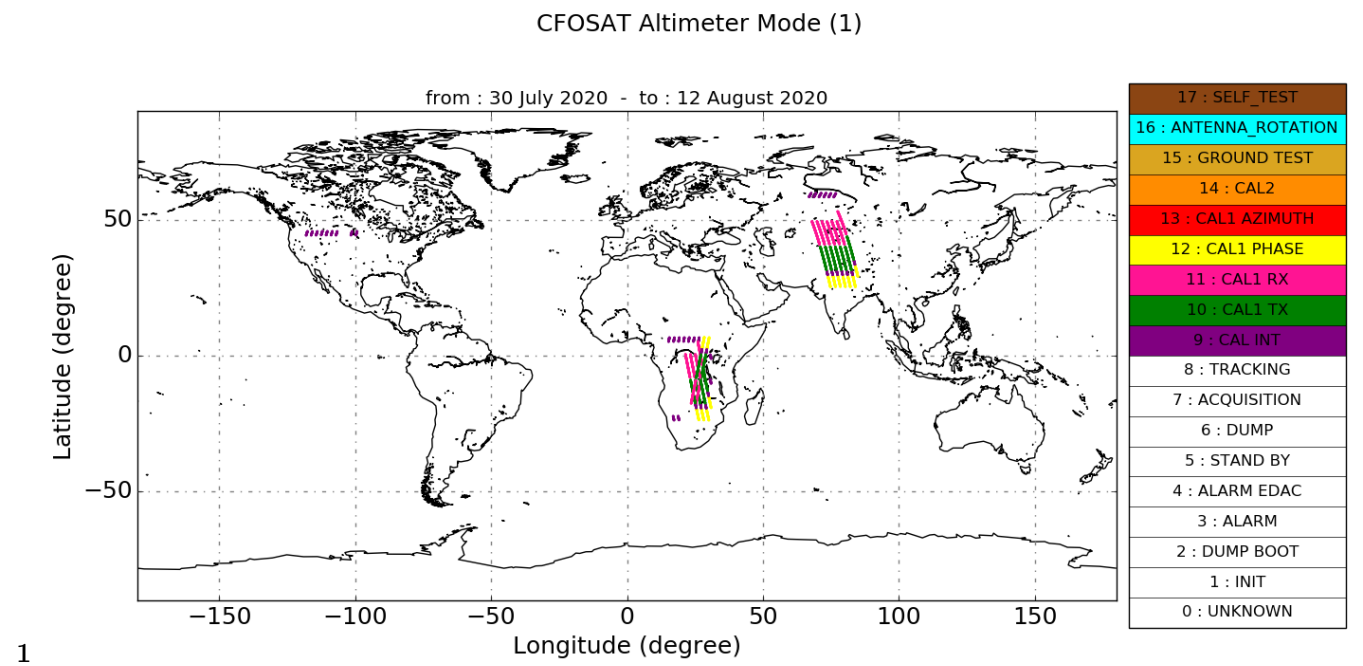 CFOSAT Altimeter Mode (1)
from : 30 July 2020 - to : 12 August 2020
17 : SELF_TEST
16 : ANTENNA_ROTATION
15 : GROUND TEST
14 : CAL2
13 : CAL1 AZIMUTH
12 : CAL1 PHASE
11 : CAL1 RX
10 : CAL1 TX
9 : CAL INT
8 : TRACKING
7 : ACQUISITION
6 : DUMP
5 : STAND BY
4 : ALARM EDAC
3 : ALARM
2 : DUMP BOOT
1 : INIT
0 : UNKNOWN
Latitude (degree)
50
0
−50
−150 −100 −50 0 50 100 150
Longitude (degree)
1